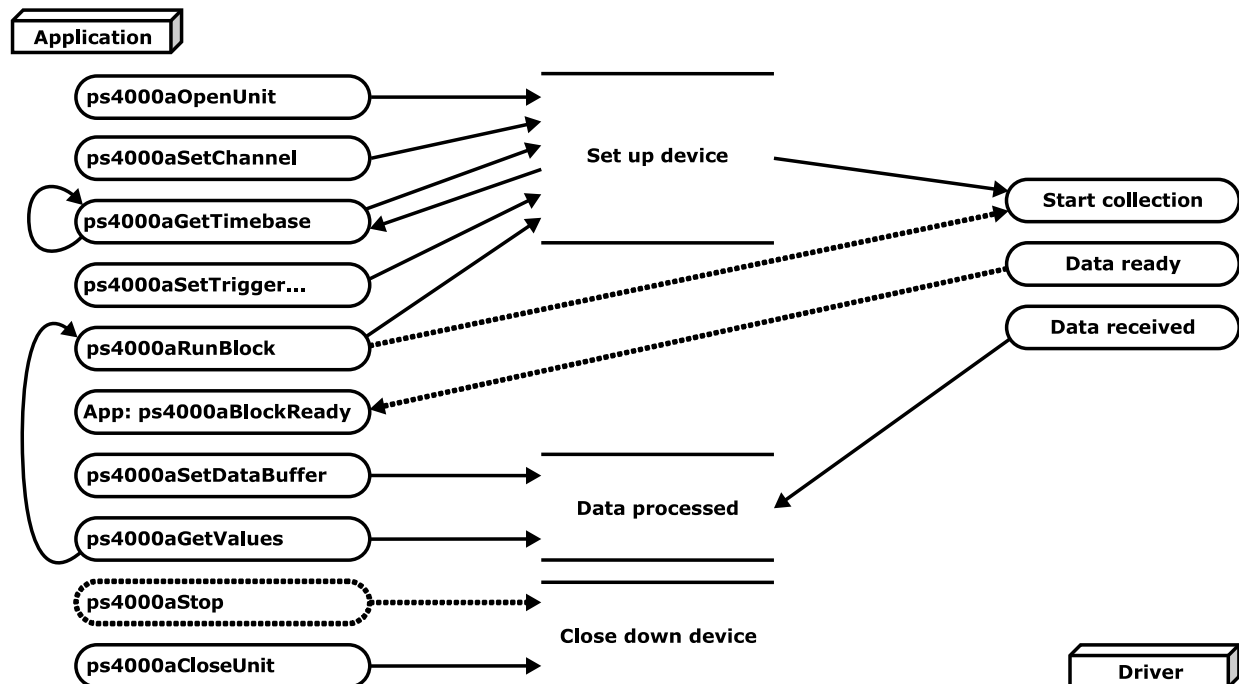 Application
ps4000aOpenUnit
ps4000aSetChannel
Set up device
ps4000aGetTimebase
Start collection
ps4000aSetTrigger...
Data ready
ps4000aRunBlock
Data received
App: ps4000aBlockReady
ps4000aSetDataBuffer
Data processed
ps4000aGetValues
ps4000aStop
Close down device
ps4000aCloseUnit
Driver